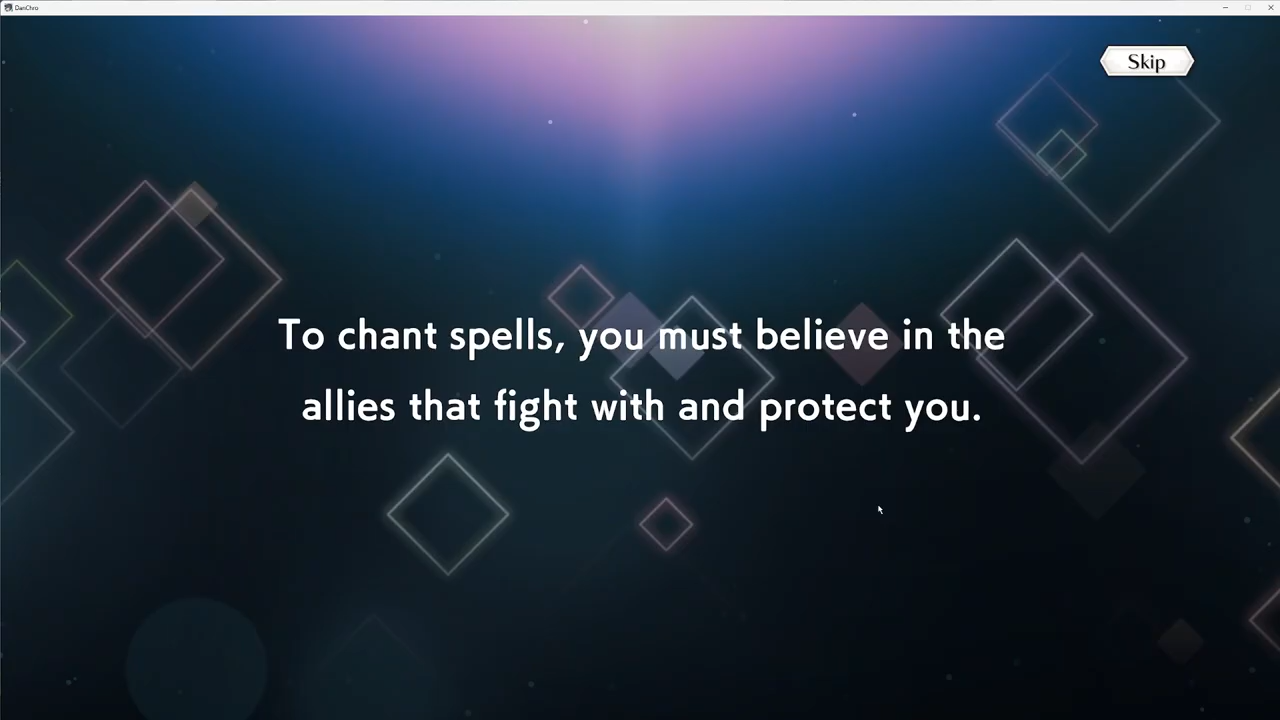 DanChro
Skip
To chant spells, you must believe in the
allies that fight with and protect you.